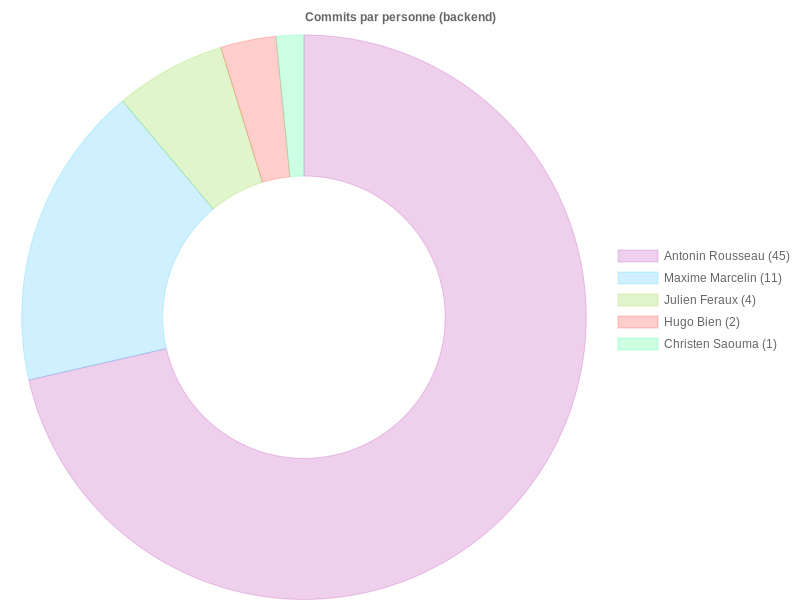 Commits par personne (backend)
Antonin Rousseau (45)
Maxime Marcelin (11)
Julien Feraux (4)
Hugo Bien (2)
Christen Saouma (1)